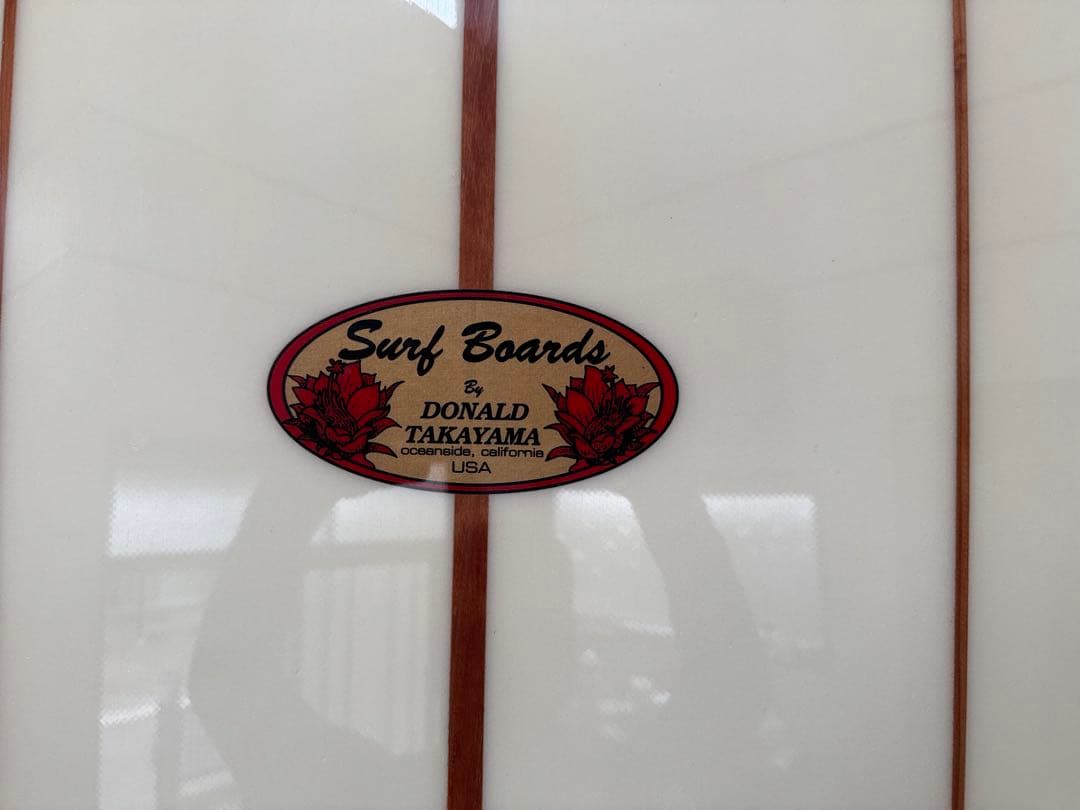 Surf Boards
By
DONALD
TAKAYAMA
oceanside, california
USA